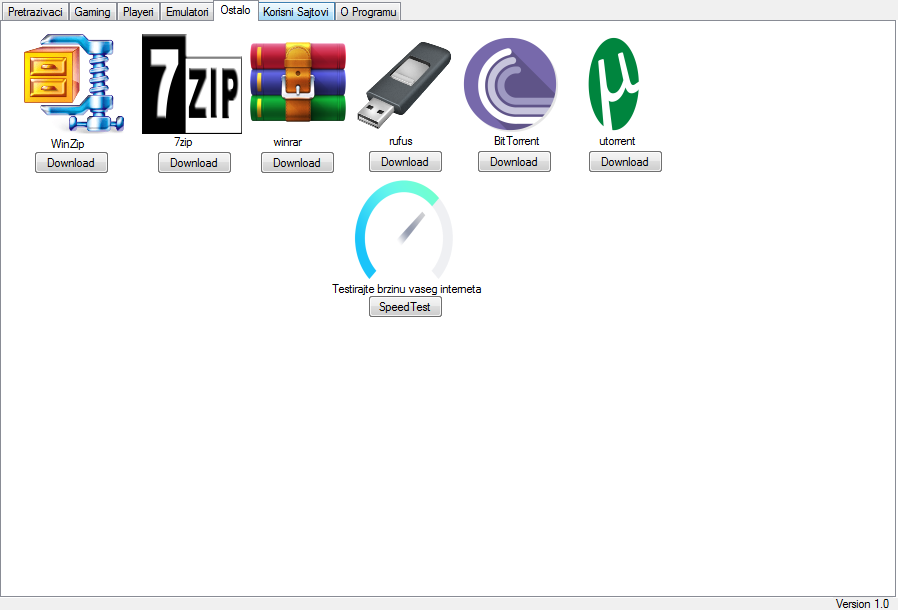 Pretrazivaci Gaming Playeri Emulatori Ostalo Korisni Sajtovi O Programu
7 ZIP
µ
WinZip 7zip winrar rufus BitTorrent utorrent
Download Download Download Download Download Download
Testirajte brzinu vaseg interneta
SpeedTest
Version 1.0